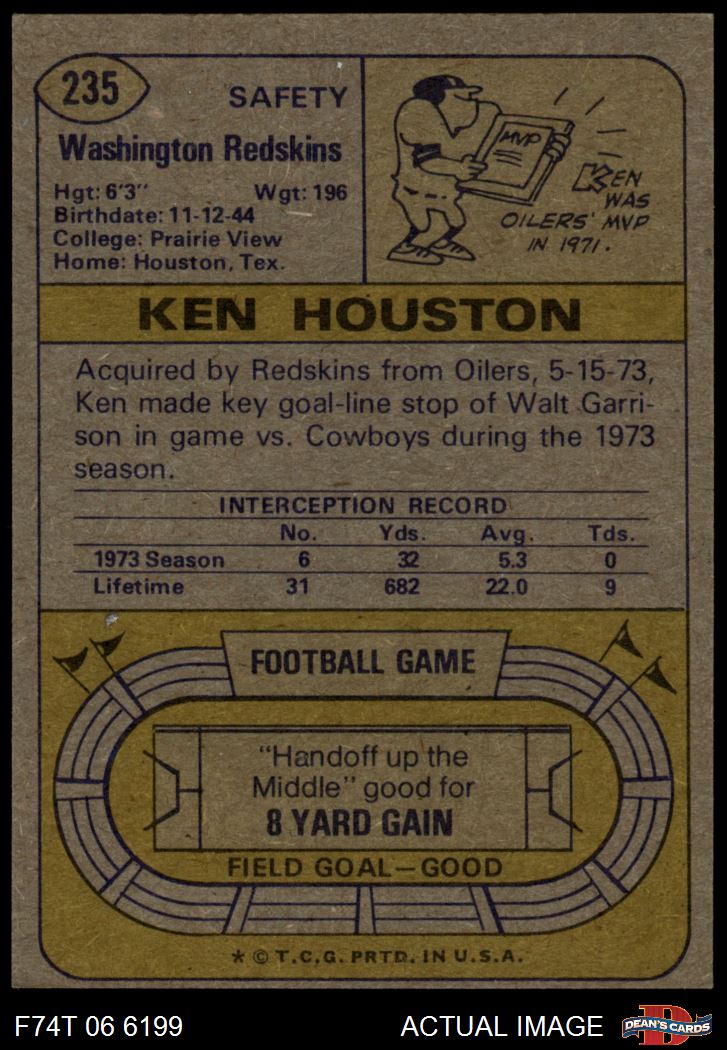 235
SAFETY
Washington Redskins
Hgt: 6'3" Wgt: 196
Birthdate: 11-12-44
College: Prairie View
Home: Houston, Tex.
MVP
KEN
WAS
OILERS' MVP
IN 1971.
KEN HOUSTON
Acquired by Redskins from Oilers, 5-15-73,
Ken made key goal-line stop of Walt Garri-
son in game vs. Cowboys during the 1973
season.
INTERCEPTION RECORD
No. Yds. Avg. Tds.
1973 Season 6 32 5.3 0
Lifetime 31 682 22.0 9
FOOTBALL GAME
"Handoff up the
Middle" good for
8 YARD GAIN
FIELD GOAL—GOOD
* © T.C.G. PRTD. IN U.S.A.
F74T 06 6199 ACTUAL IMAGE
D
DEAN'S CARDS